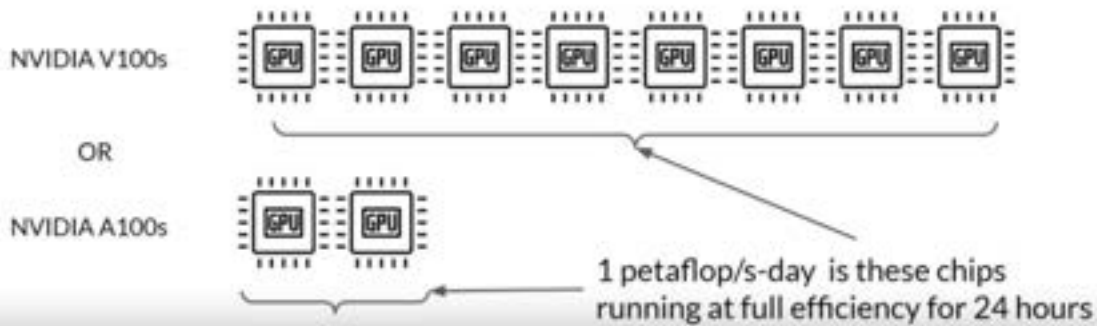 NVIDIA V100s
GPU GPU GPU GPU GPU GPU GPU GPU
OR
NVIDIA A100s
GPU GPU
1 petaflop/s-day is these chips
running at full efficiency for 24 hours